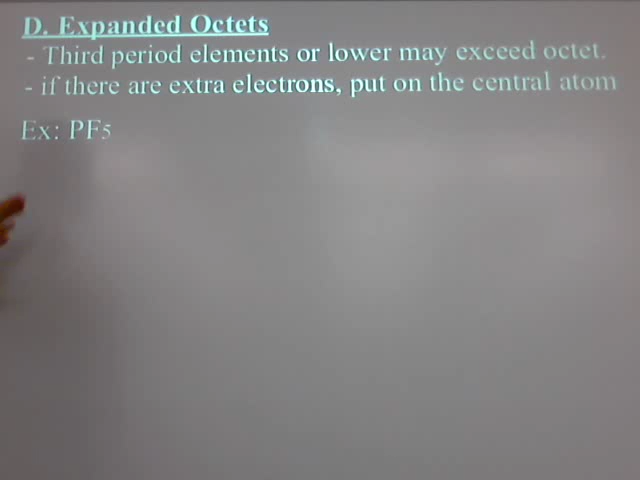 D. Expanded Octets
- Third period elements or lower may exceed octet.
- if there are extra electrons, put on the central atom
Ex: PF5